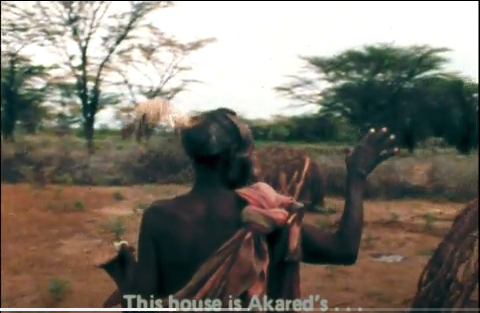 This house is Akared's . . .